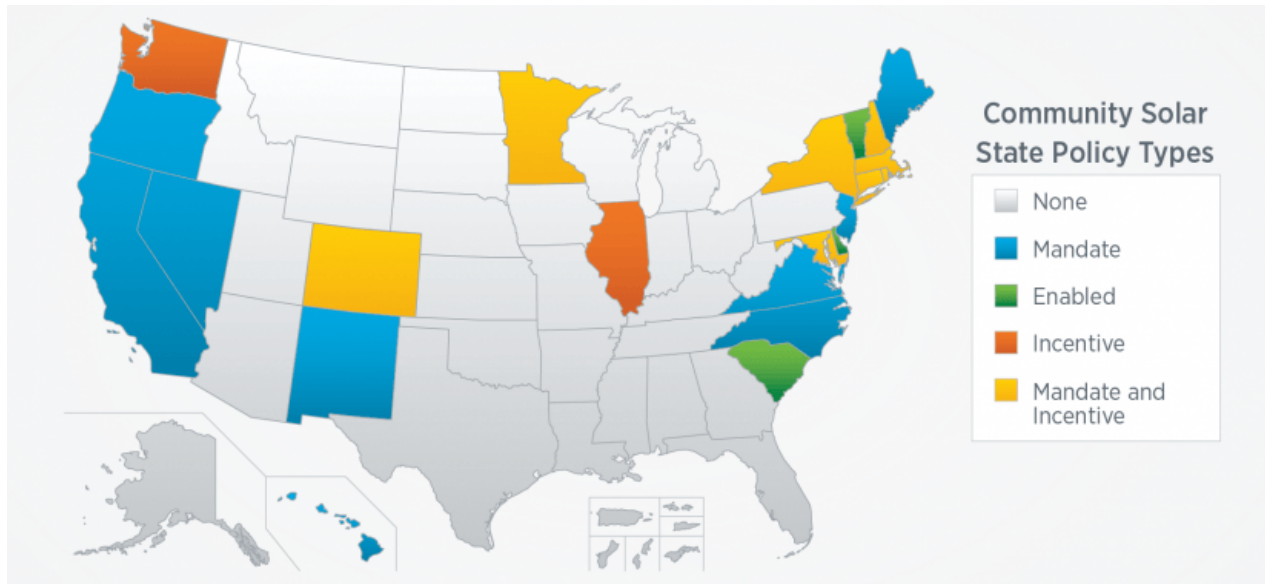 Community Solar
State Policy Types
None
Mandate
Enabled
Incentive
Mandate and
Incentive